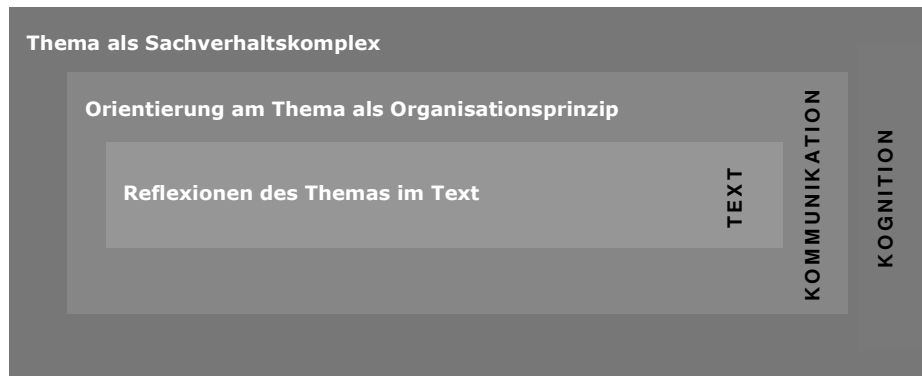 Thema als Sachverhaltskomplex
Orientierung am Thema als Organisationsprinzip
Reflexionen des Themas im Text
TEXT
KOMMUNIKATION
KOGNITION